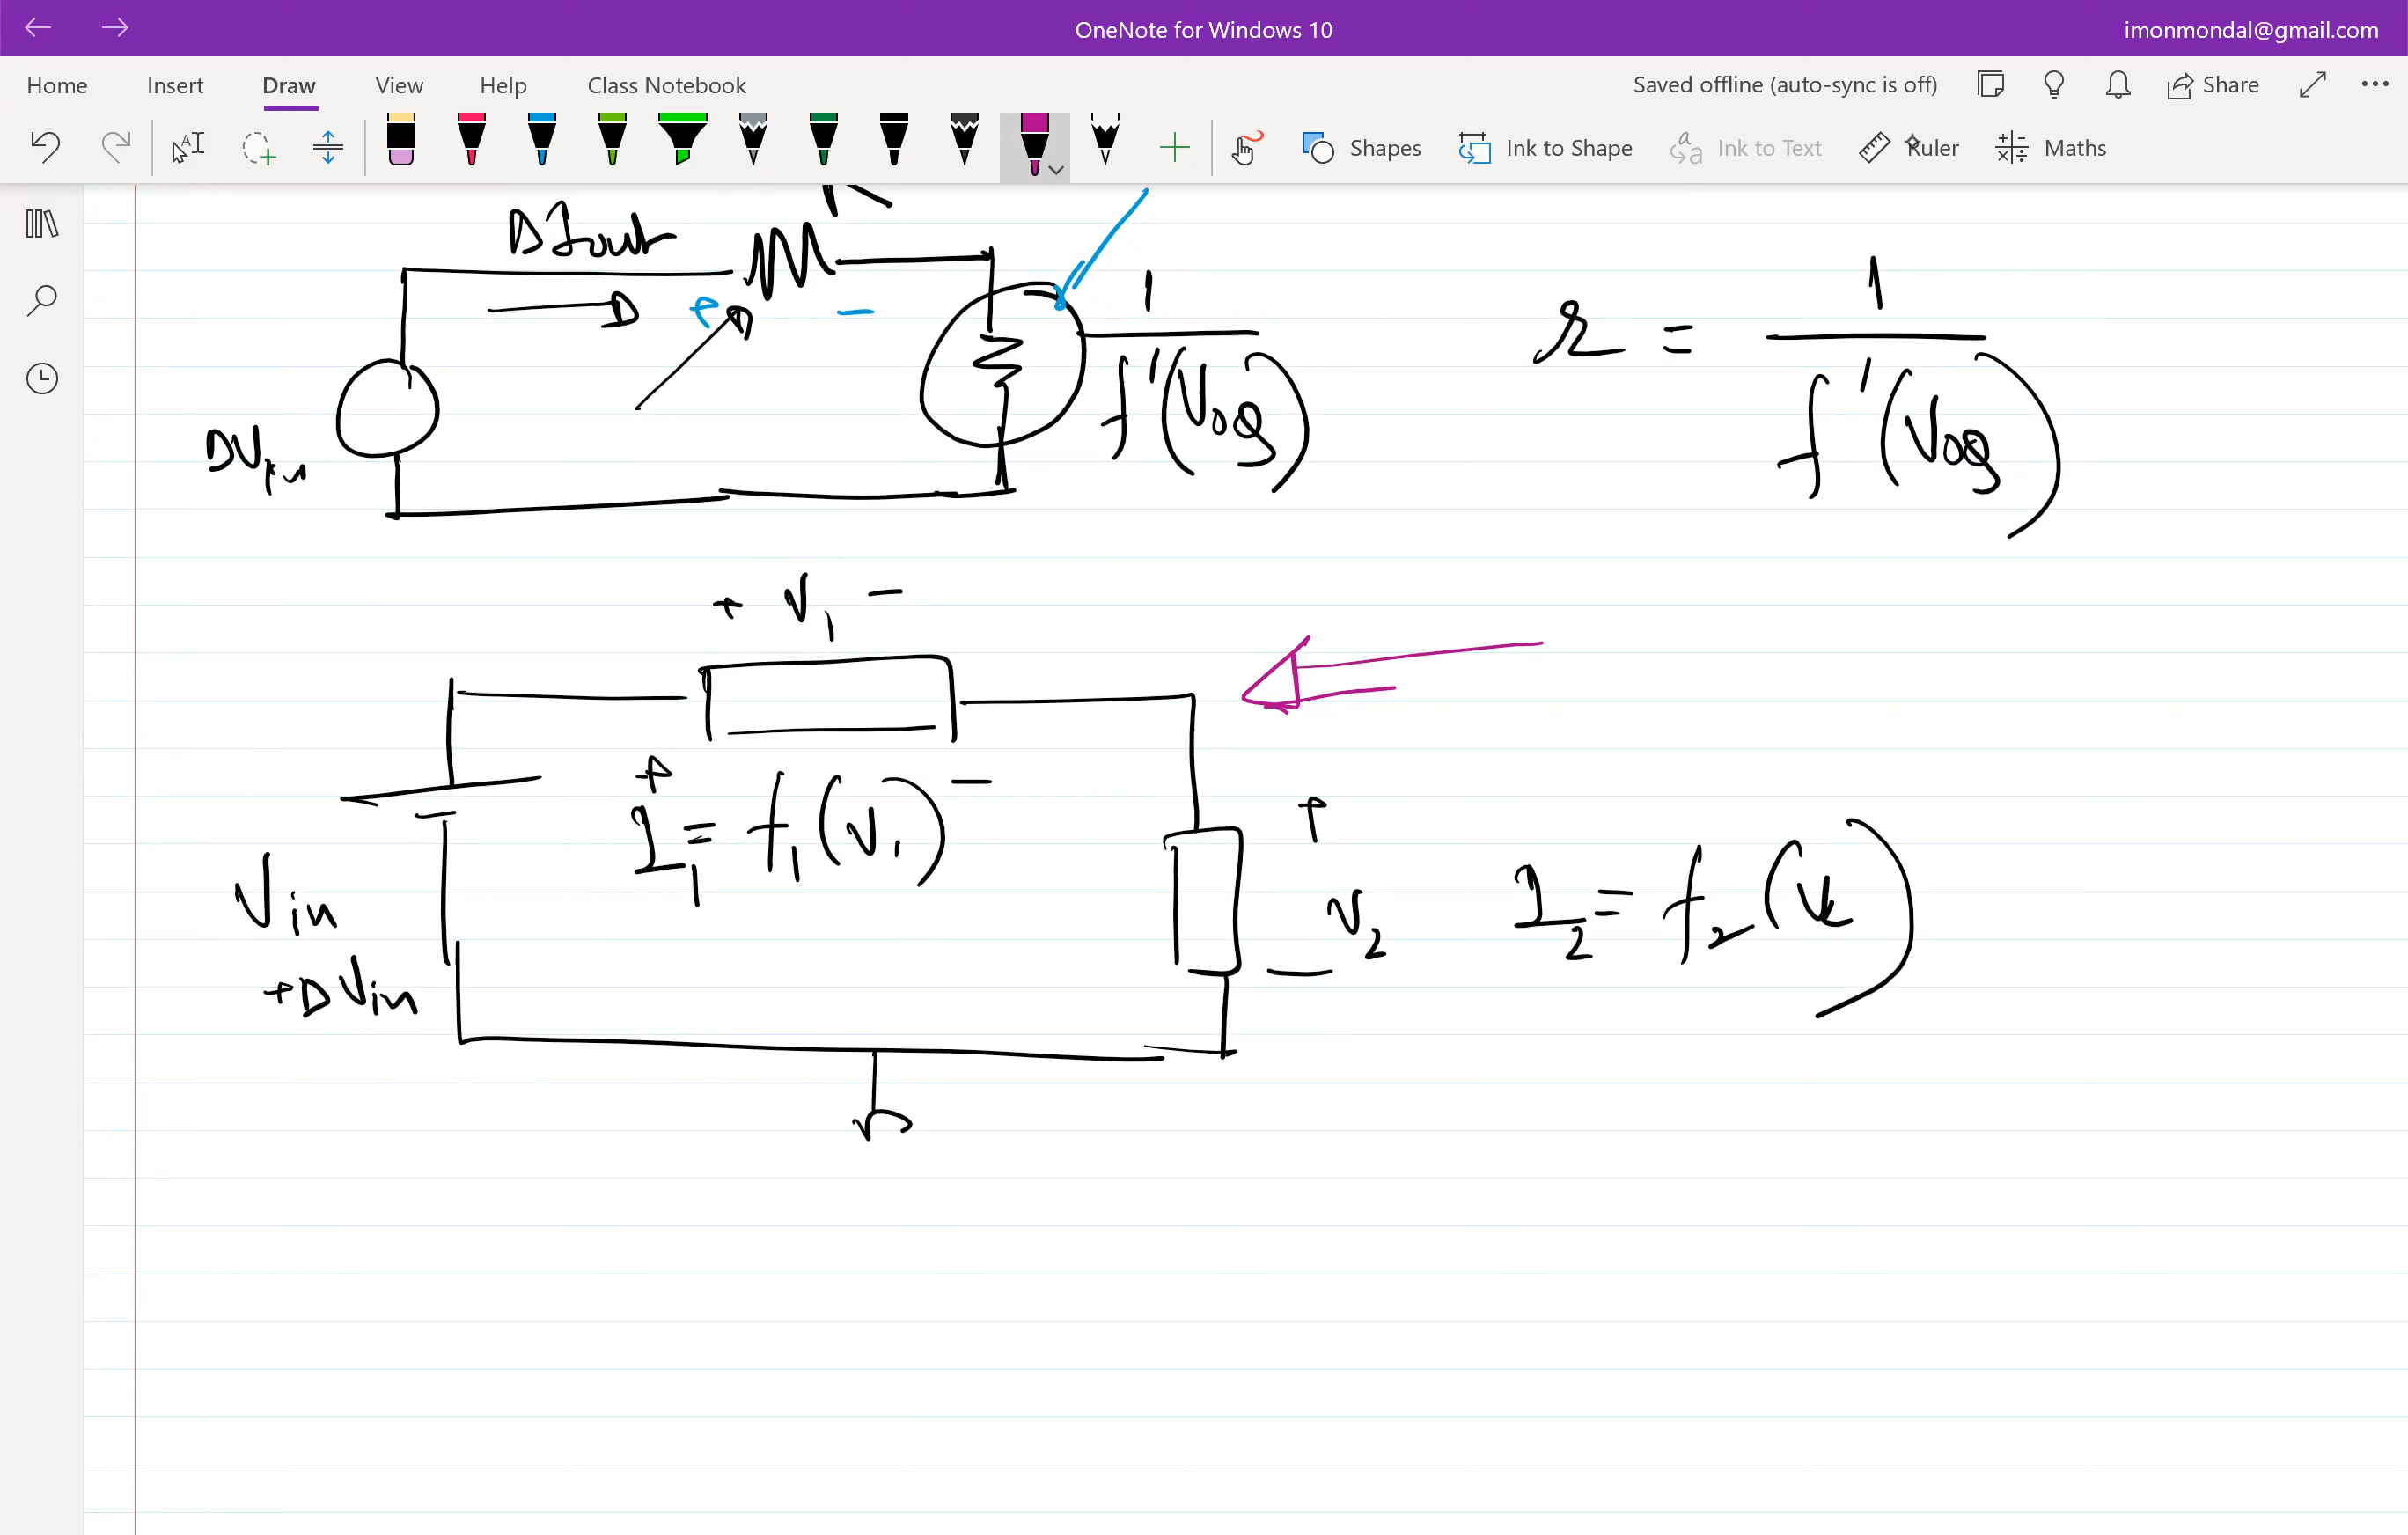 OneNote for Windows 10
imonmondal@gmail.com
Home Insert Draw View Help Class Notebook
Saved offline (auto-sync is off) Share
Shapes Ink to Shape Ink to Text Ruler Maths
R
ΔIout
+ −
ΔVin
1
f'(VOQ)
r = 1
f'(VOQ)
+ V1 −
+ −
I1 = f1(V1)
Vin
+ΔVin
+
V2
−
I2 = f2(V2)